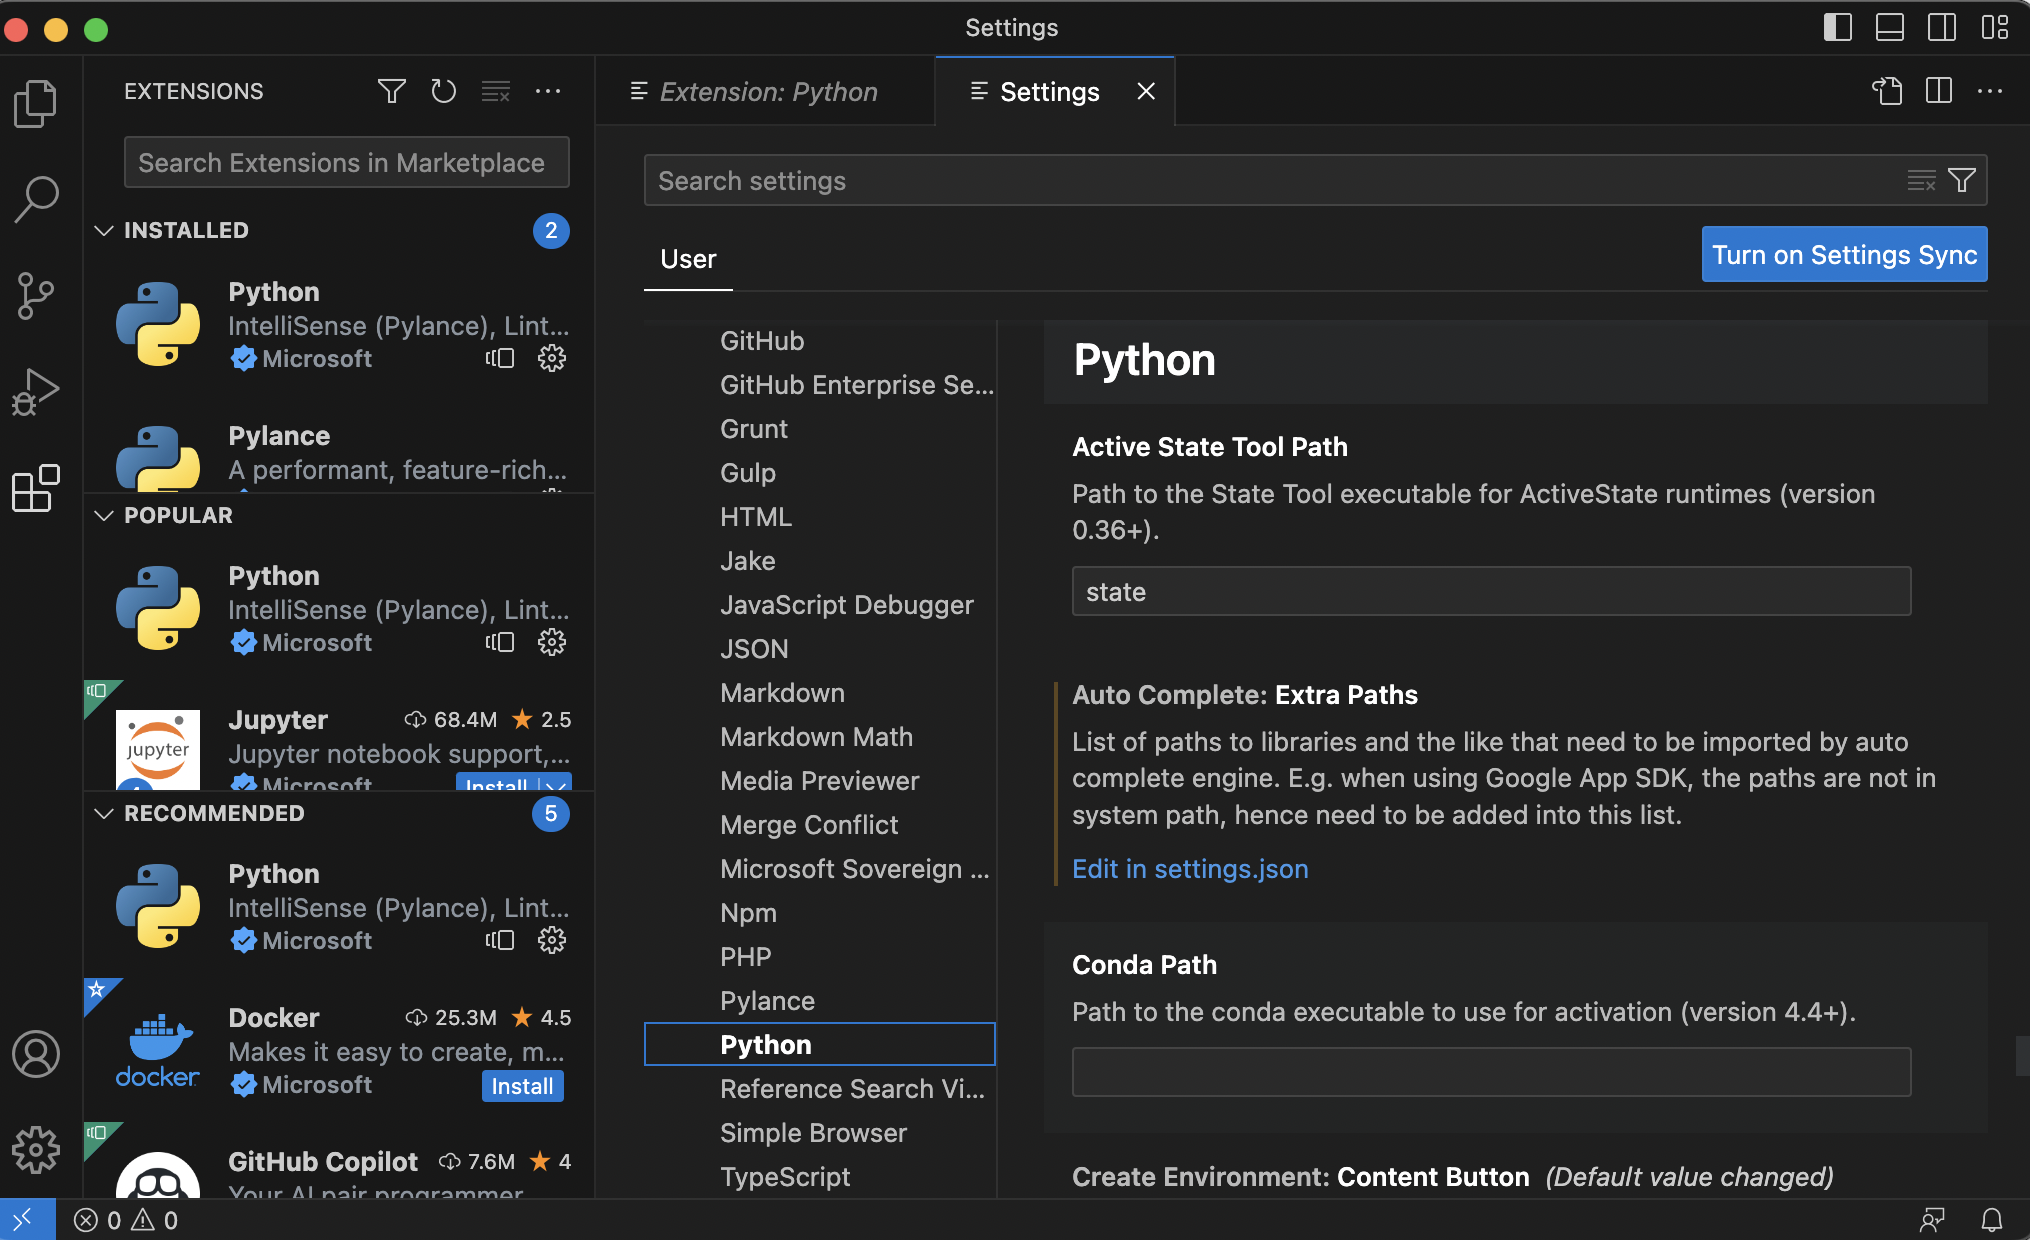 Settings
EXTENSIONS
Search Extensions in Marketplace
INSTALLED
2
Python
IntelliSense (Pylance), Lint...
Microsoft
Pylance
A performant, feature-rich...
POPULAR
Python
IntelliSense (Pylance), Lint...
Microsoft
Jupyter
68.4M
2.5
jupyter
Jupyter notebook support,...
Microsoft
Install
RECOMMENDED
5
Python
IntelliSense (Pylance), Lint...
Microsoft
Docker
25.3M
4.5
docker
Makes it easy to create, m...
Microsoft
Install
GitHub Copilot
7.6M
4
Your AI pair programmer
0
0
Extension: Python
Settings
Search settings
User
Turn on Settings Sync
GitHub
GitHub Enterprise Se...
Grunt
Gulp
HTML
Jake
JavaScript Debugger
JSON
Markdown
Markdown Math
Media Previewer
Merge Conflict
Microsoft Sovereign ...
Npm
PHP
Pylance
Python
Reference Search Vi...
Simple Browser
TypeScript
Python
Active State Tool Path
Path to the State Tool executable for ActiveState runtimes (version
0.36+).
state
Auto Complete: Extra Paths
List of paths to libraries and the like that need to be imported by auto
complete engine. E.g. when using Google App SDK, the paths are not in
system path, hence need to be added into this list.
Edit in settings.json
Conda Path
Path to the conda executable to use for activation (version 4.4+).
Create Environment: Content Button (Default value changed)